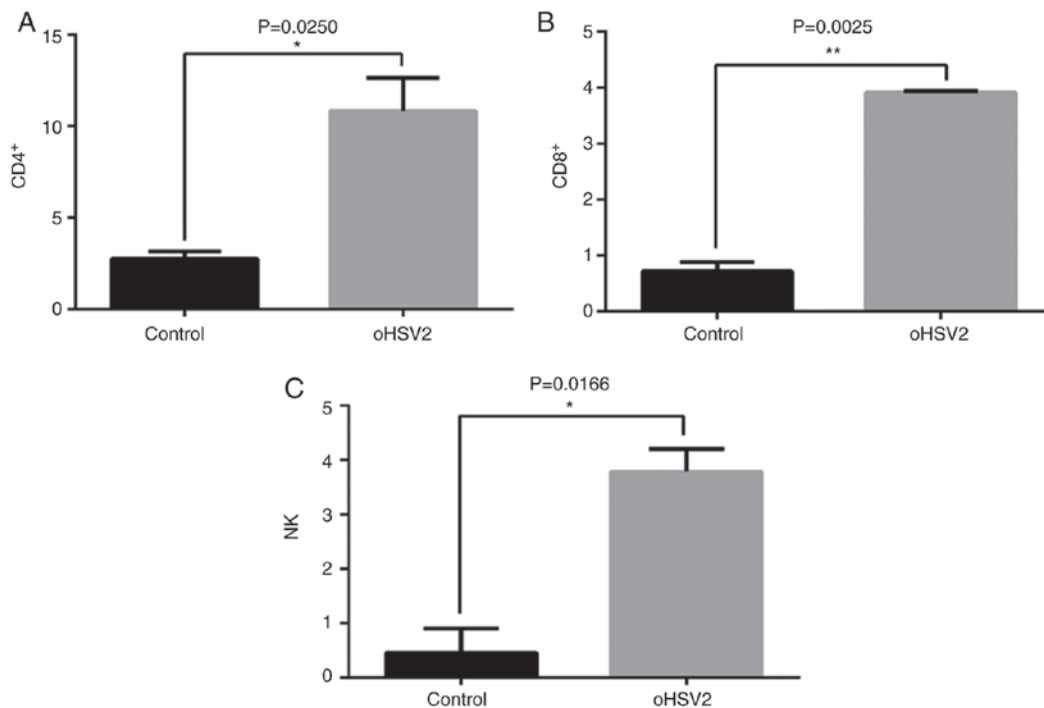 A
P=0.0250
*
15
10
5
0
CD4+
Control
oHSV2
B
P=0.0025
**
5
4
3
2
1
0
CD8+
Control
oHSV2
C
P=0.0166
*
5
4
3
2
1
0
NK
Control
oHSV2